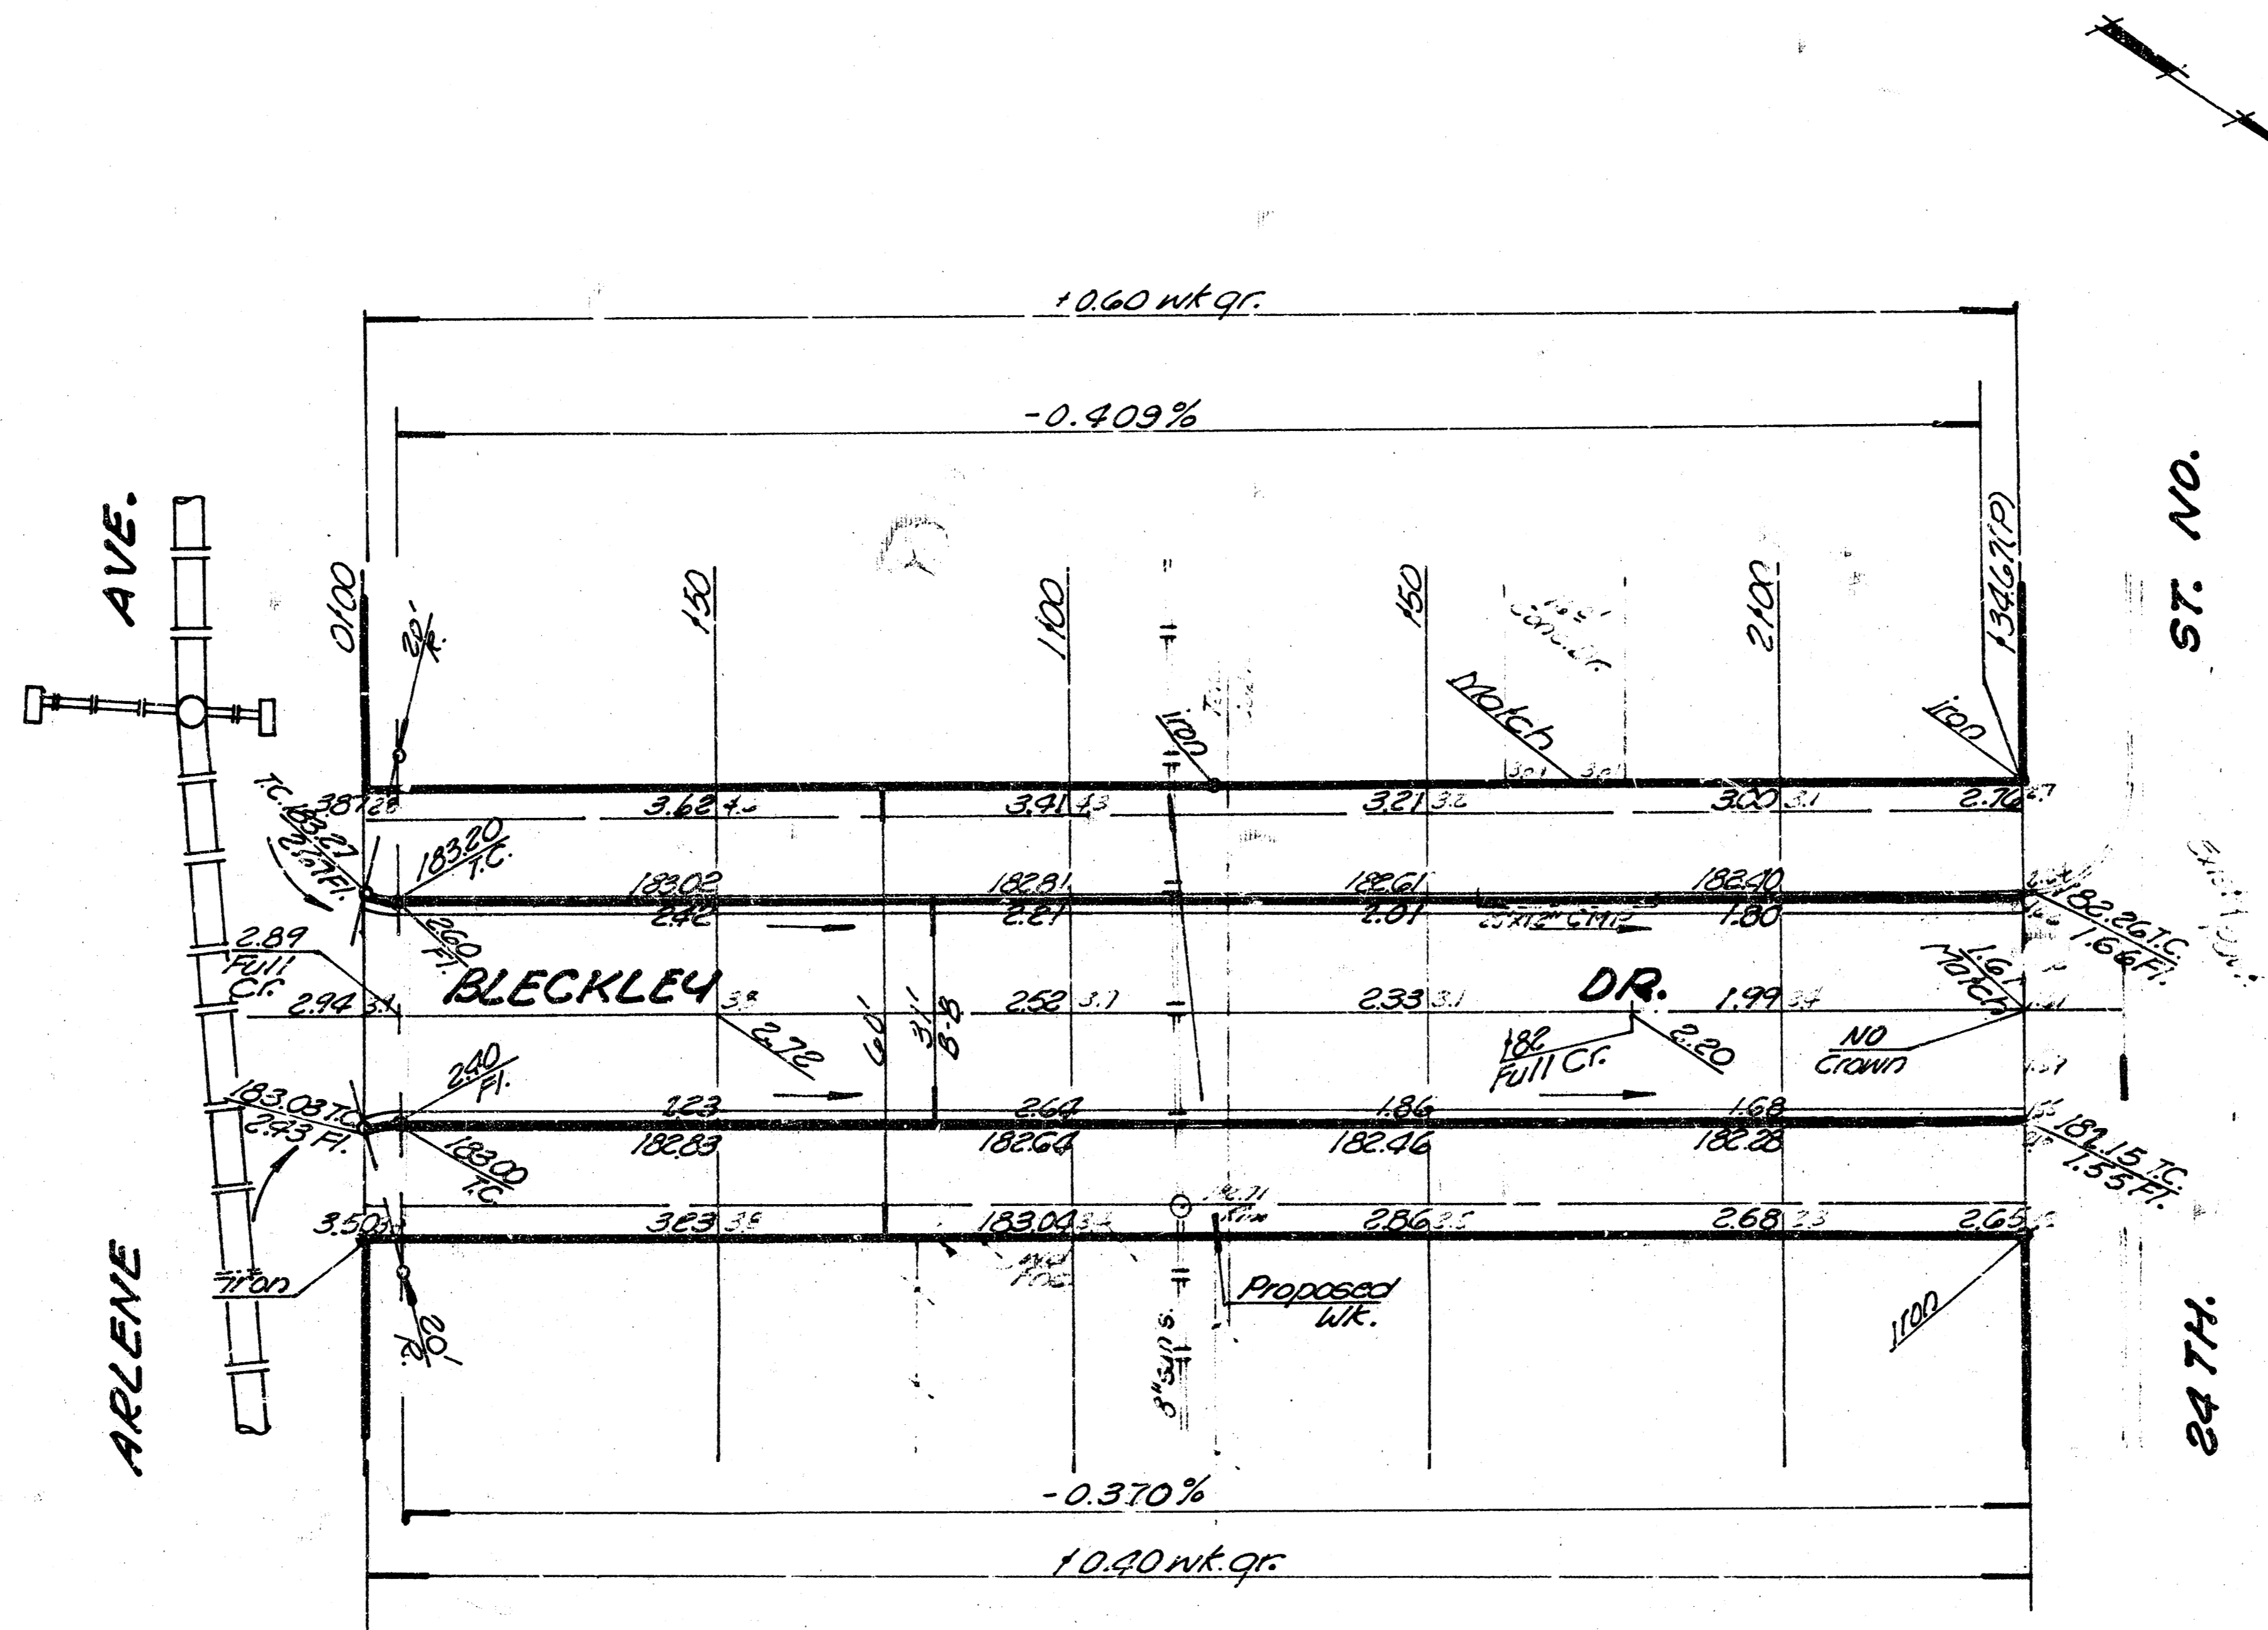 +0.60 wk gr.
-0.409%
AVE.
ST. NO.
0+00
20'
R.
+50
1+00
+50
2+00
+34.67(P)
iron
Match
iron
3.87
3.62
3.41
3.21
3.00
2.76
T.C. 183.27
183.20
T.C.
183.02
182.81
182.61
182.40
2.42
2.21
2.01
1.80
182.26 T.C.
1.66 Fl.
2.60
Fl.
2.89
Full
Cr.
2.94
BLECKLEY
DR.
2.52
2.33
1.99
1.61
Match
2.72
60'
31'
B-B
+82
Full Cr.
2.20
NO
Crown
2.40
Fl.
183.03 T.C.
2.43 Fl.
2.23
2.64
1.86
1.68
182.83
182.64
182.46
182.28
183.00
T.C.
182.15 T.C.
1.55 Fl.
3.50
3.23
183.04
2.86
2.68
2.65
iron
Proposed
Wk.
iron
20'
R.
ARLENE
24 TH.
-0.370%
+0.40 wk. gr.